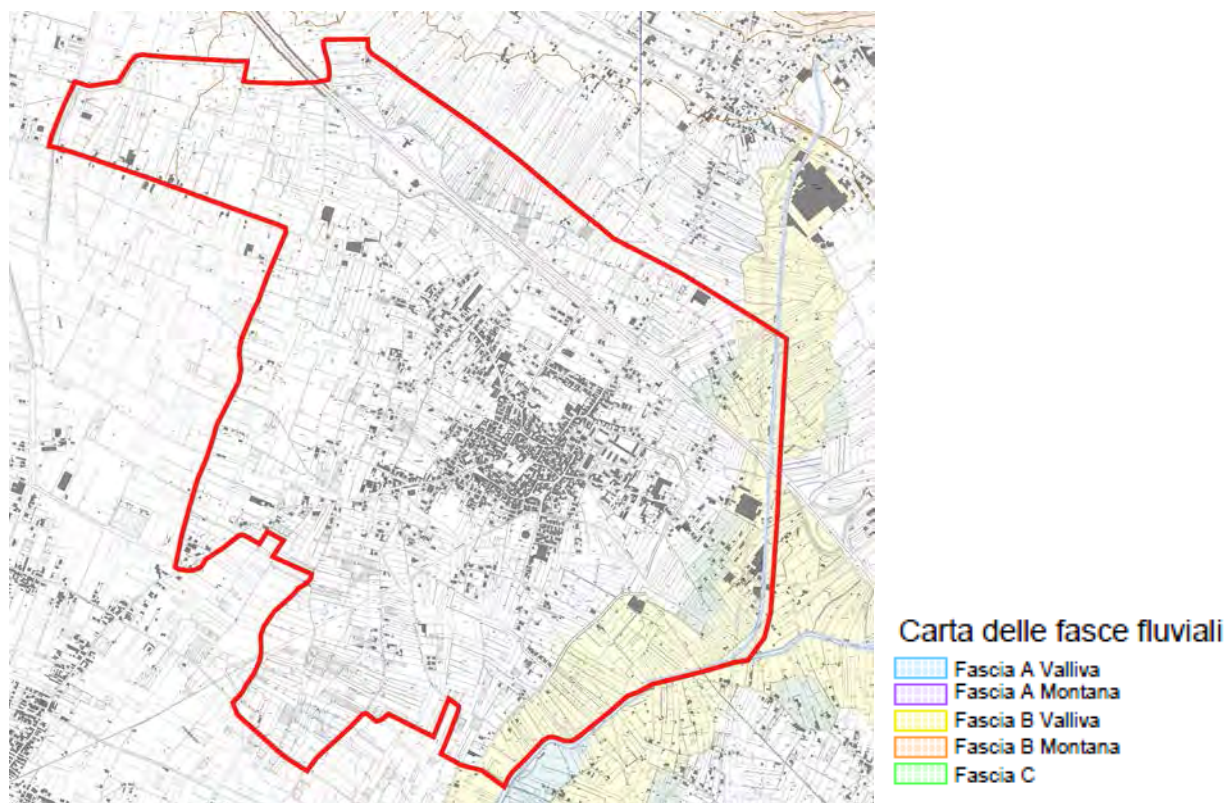 Carta delle fasce fluviali
Fascia A Valliva
Fascia A Montana
Fascia B Valliva
Fascia B Montana
Fascia C